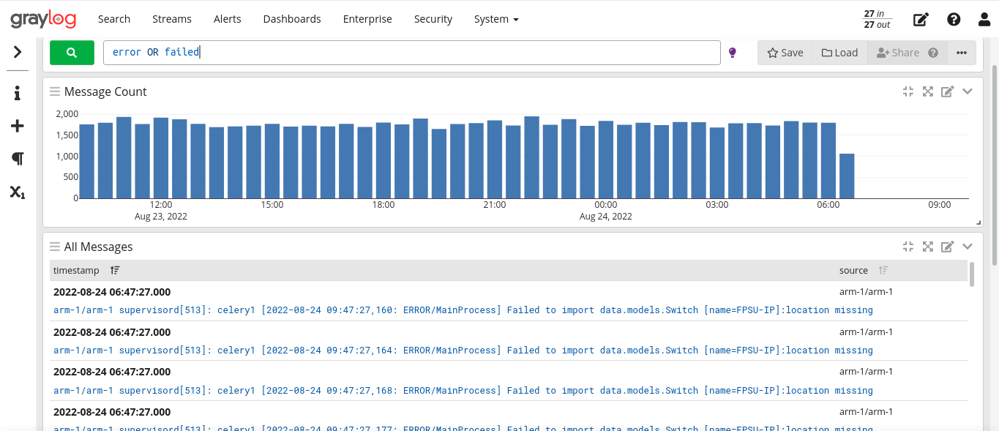 graylog Search Streams Alerts Dashboards Enterprise Security System 27 in
27 out
error OR failed Save Load Share ? •••
Message Count
2,000
1,500
1,000
500
0
12:00 15:00 18:00 21:00 00:00 03:00 06:00 09:00
Aug 23, 2022 Aug 24, 2022
All Messages
timestamp source
2022-08-24 06:47:27.000 arm-1/arm-1
arm-1/arm-1 supervisord[513]: celery1 [2022-08-24 09:47:27,160: ERROR/MainProcess] Failed to import data.models.Switch [name=FPSU-IP]:location missing
2022-08-24 06:47:27.000 arm-1/arm-1
arm-1/arm-1 supervisord[513]: celery1 [2022-08-24 09:47:27,164: ERROR/MainProcess] Failed to import data.models.Switch [name=FPSU-IP]:location missing
2022-08-24 06:47:27.000 arm-1/arm-1
arm-1/arm-1 supervisord[513]: celery1 [2022-08-24 09:47:27,168: ERROR/MainProcess] Failed to import data.models.Switch [name=FPSU-IP]:location missing
2022-08-24 06:47:27.000 arm-1/arm-1
arm-1/arm-1 supervisord[513]: celery1 [2022-08-24 09:47:27,177: ERROR/MainProcess] Failed to import data.models.Switch [name=FPSU-IP]:location missing